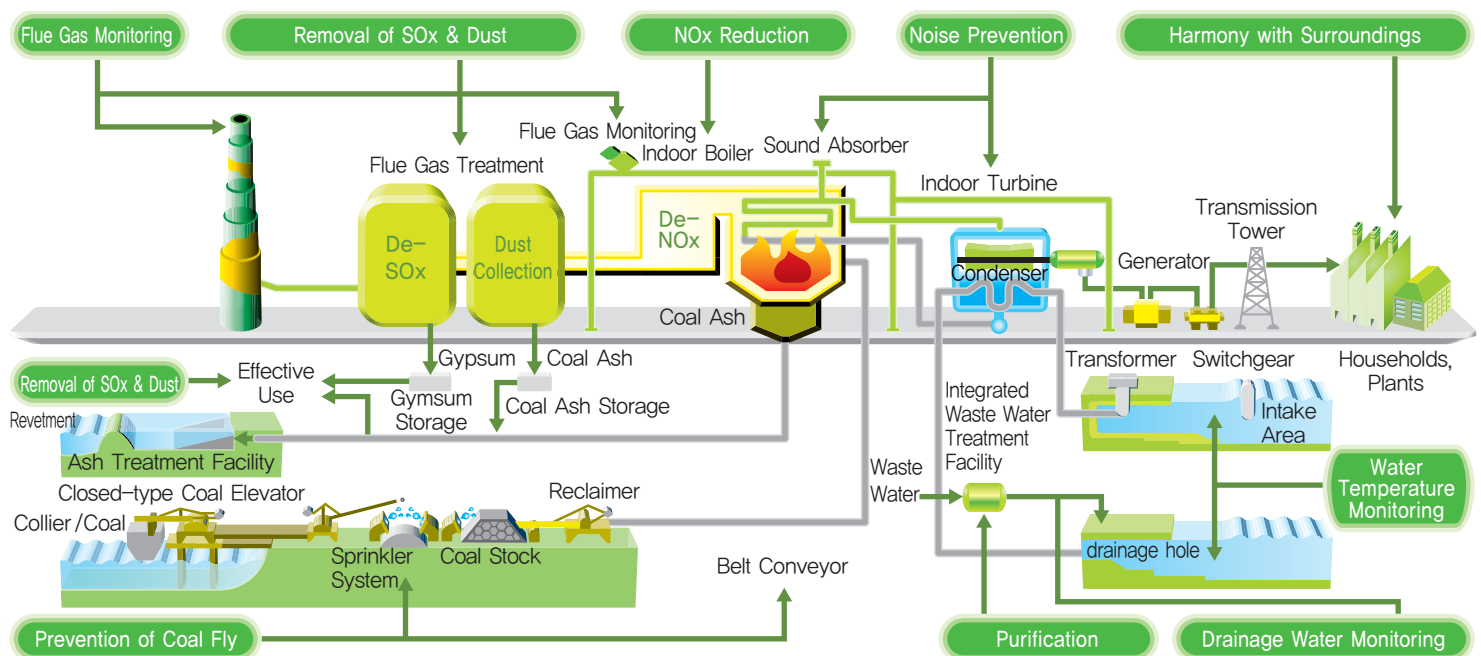 Flue Gas Monitoring
Removal of SOx & Dust
NOx Reduction
Noise Prevention
Harmony with Surroundings
Flue Gas Monitoring
Indoor Boiler
Sound Absorber
Flue Gas Treatment
Indoor Turbine
Transmission
Tower
De-
SOx
Dust
Collection
De-
NOx
Condenser
Generator
Coal Ash
Gypsum
Coal Ash
Transformer
Switchgear
Households,
Plants
Removal of SOx & Dust
Effective
Use
Gymsum
Storage
Coal Ash Storage
Integrated
Waste Water
Treatment
Facility
Intake
Area
Revetment
Ash Treatment Facility
Waste
Water
Water
Temperature
Monitoring
Closed-type Coal Elevator
Reclaimer
Collier/Coal
Sprinkler
System
Coal Stock
Belt Conveyor
drainage hole
Prevention of Coal Fly
Purification
Drainage Water Monitoring